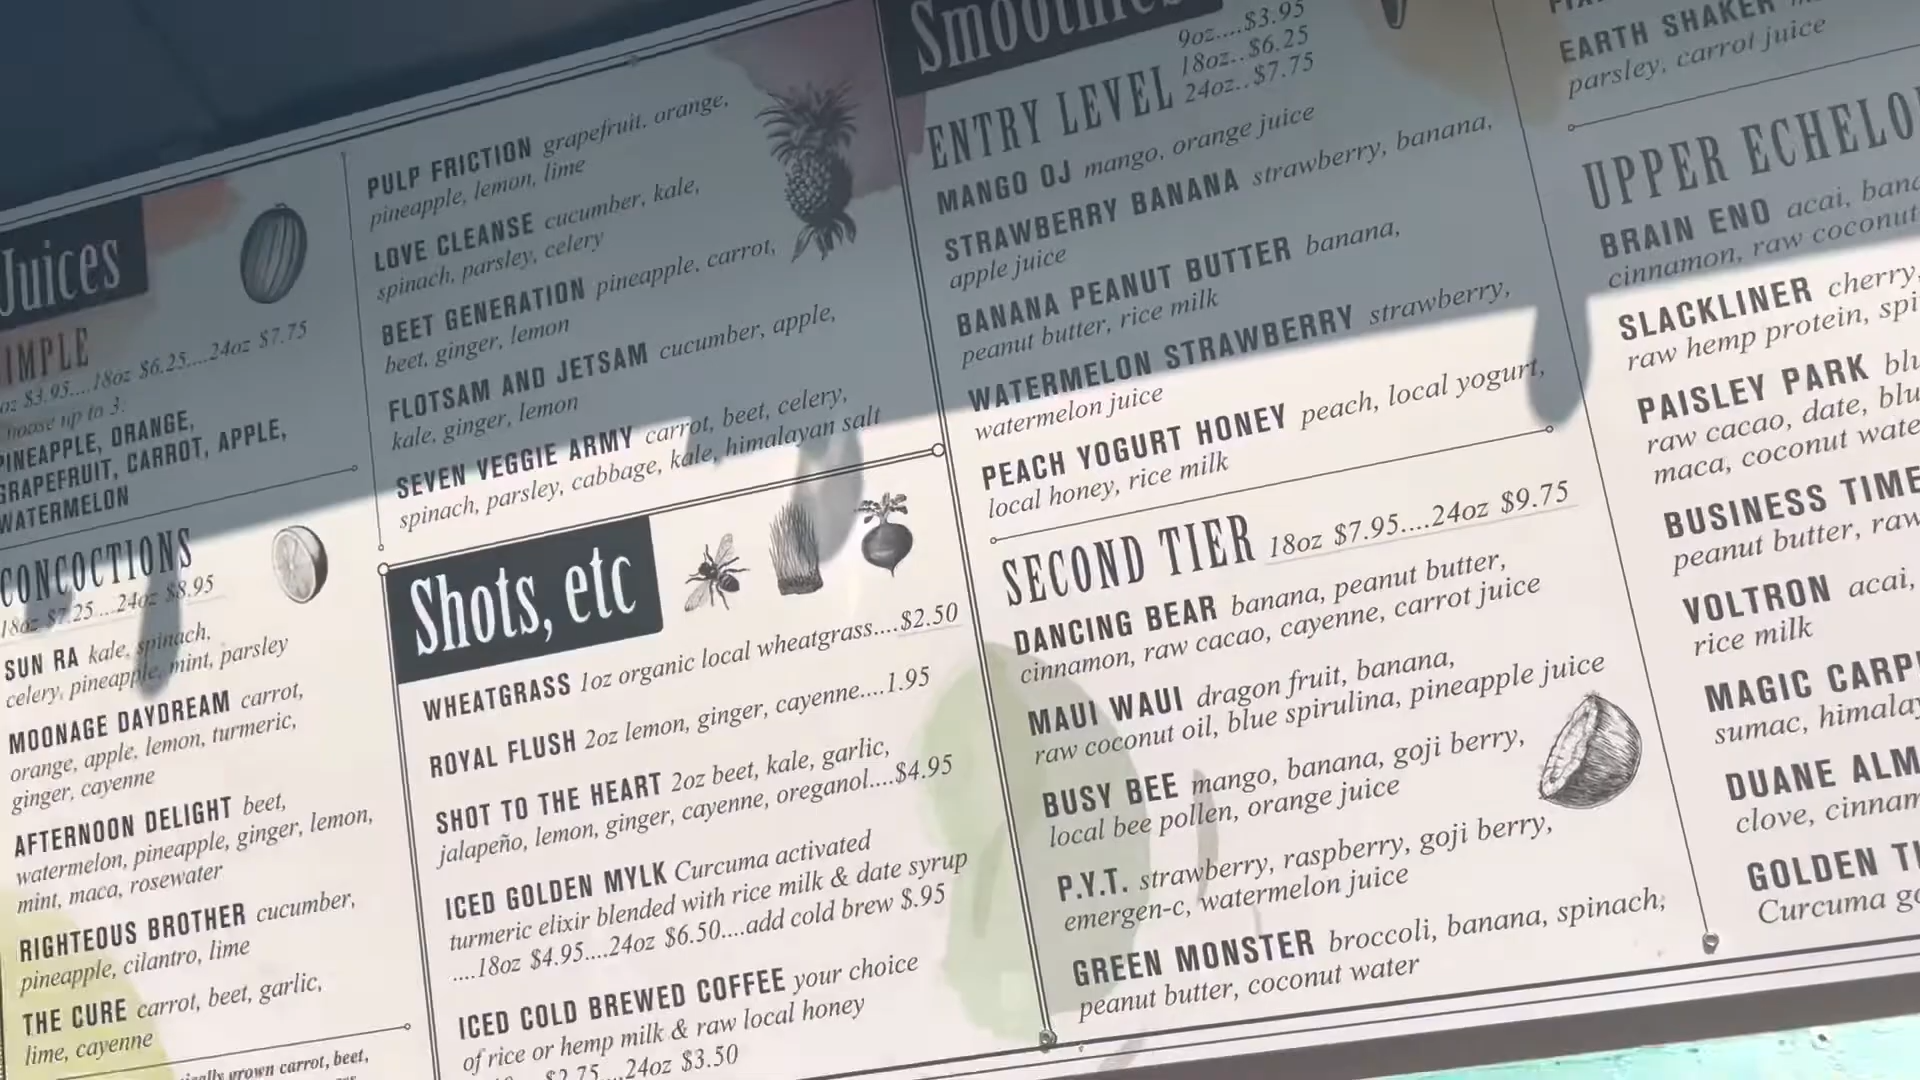 Juices
$3.95....18oz $6.25....24oz $7.75
up to 3.
PINEAPPLE, ORANGE,
GRAPEFRUIT, CARROT, APPLE,
WATERMELON
CONCOCTIONS
18oz $7.25....24oz $8.95
SUN RA kale, spinach,
celery, pineapple, mint, parsley
MOONAGE DAYDREAM carrot,
orange, apple, lemon, turmeric,
ginger, cayenne
AFTERNOON DELIGHT beet,
watermelon, pineapple, ginger, lemon,
mint, maca, rosewater
RIGHTEOUS BROTHER cucumber,
pineapple, cilantro, lime
THE CURE carrot, beet, garlic,
lime, cayenne
grown carrot, beet,
PULP FRICTION grapefruit, orange,
pineapple, lemon, lime
LOVE CLEANSE cucumber, kale,
spinach, parsley, celery
BEET GENERATION pineapple, carrot,
beet, ginger, lemon
FLOTSAM AND JETSAM cucumber, apple,
kale, ginger, lemon
SEVEN VEGGIE ARMY carrot, beet, celery,
spinach, parsley, cabbage, kale, himalayan salt
Shots, etc
WHEATGRASS 1oz organic local wheatgrass....$2.50
ROYAL FLUSH 2oz lemon, ginger, cayenne....1.95
SHOT TO THE HEART 2oz beet, kale, garlic,
jalapeño, lemon, ginger, cayenne, oreganol....$4.95
ICED GOLDEN MYLK Curcuma activated
turmeric elixir blended with rice milk & date syrup
....18oz $4.95....24oz $6.50....add cold brew $.95
ICED COLD BREWED COFFEE your choice
of rice or hemp milk & raw local honey
$2.75....24oz $3.50
Smoothies
ENTRY LEVEL
9oz....$3.95
18oz..$6.25
24oz..$7.75
MANGO OJ mango, orange juice
STRAWBERRY BANANA strawberry, banana,
apple juice
BANANA PEANUT BUTTER banana,
peanut butter, rice milk
WATERMELON STRAWBERRY strawberry,
watermelon juice
PEACH YOGURT HONEY peach, local yogurt,
local honey, rice milk
SECOND TIER 18oz $7.95....24oz $9.75
DANCING BEAR banana, peanut butter,
cinnamon, raw cacao, cayenne, carrot juice
MAUI WAUI dragon fruit, banana,
raw coconut oil, blue spirulina, pineapple juice
BUSY BEE mango, banana, goji berry,
local bee pollen, orange juice
P.Y.T. strawberry, raspberry, goji berry,
emergen-c, watermelon juice
GREEN MONSTER broccoli, banana, spinach,
peanut butter, coconut water
EARTH SHAKER
parsley, carrot juice
UPPER ECHELO
BRAIN ENO acai, bana
cinnamon, raw coconut
SLACKLINER cherry,
raw hemp protein, spi
PAISLEY PARK blu
raw cacao, date, blu
maca, coconut wate
BUSINESS TIME
peanut butter, raw
VOLTRON acai,
rice milk
MAGIC CARP
sumac, himalay
DUANE ALM
clove, cinnam
GOLDEN TI
Curcuma go